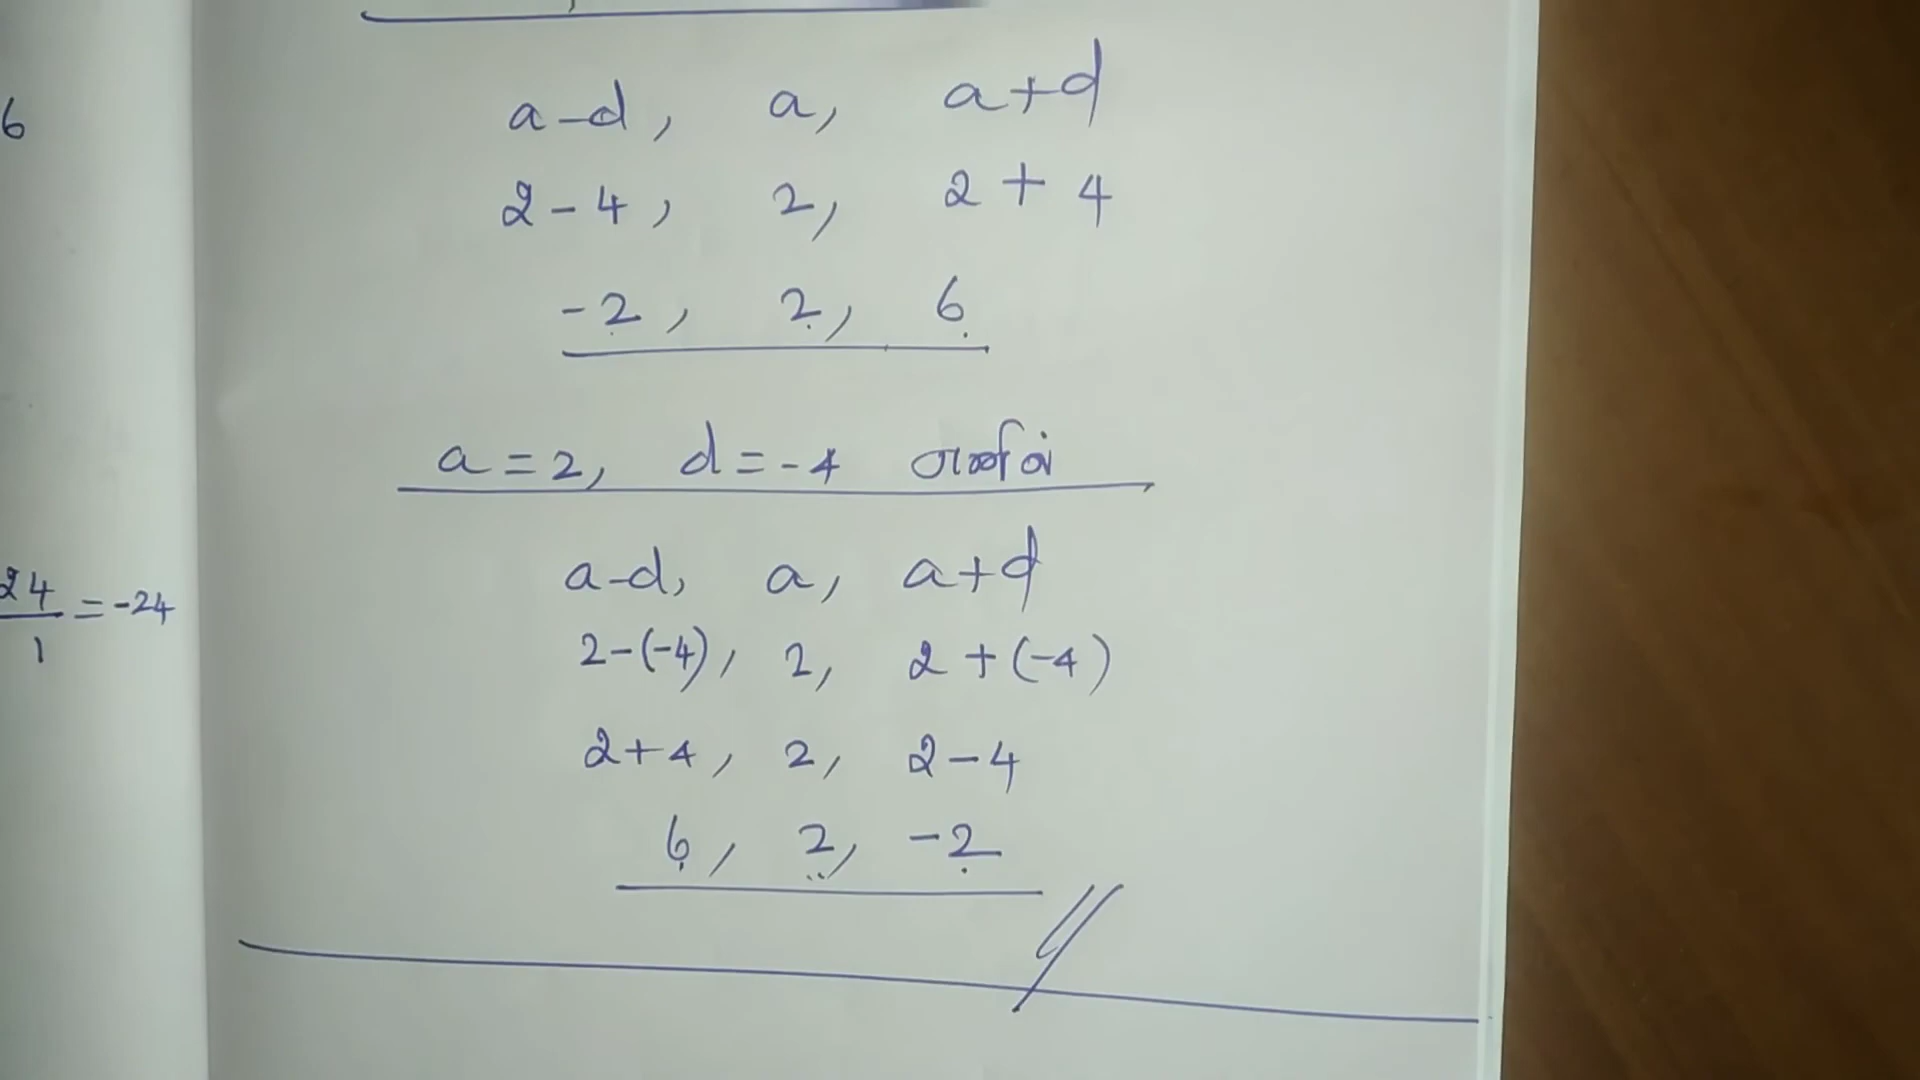 6
24/1 = -24
a-d, a, a+d
2-4, 2, 2+4
-2, 2, 6
a=2, d=-4 எனில்
a-d, a, a+d
2-(-4), 2, 2+(-4)
2+4, 2, 2-4
6, 2, -2